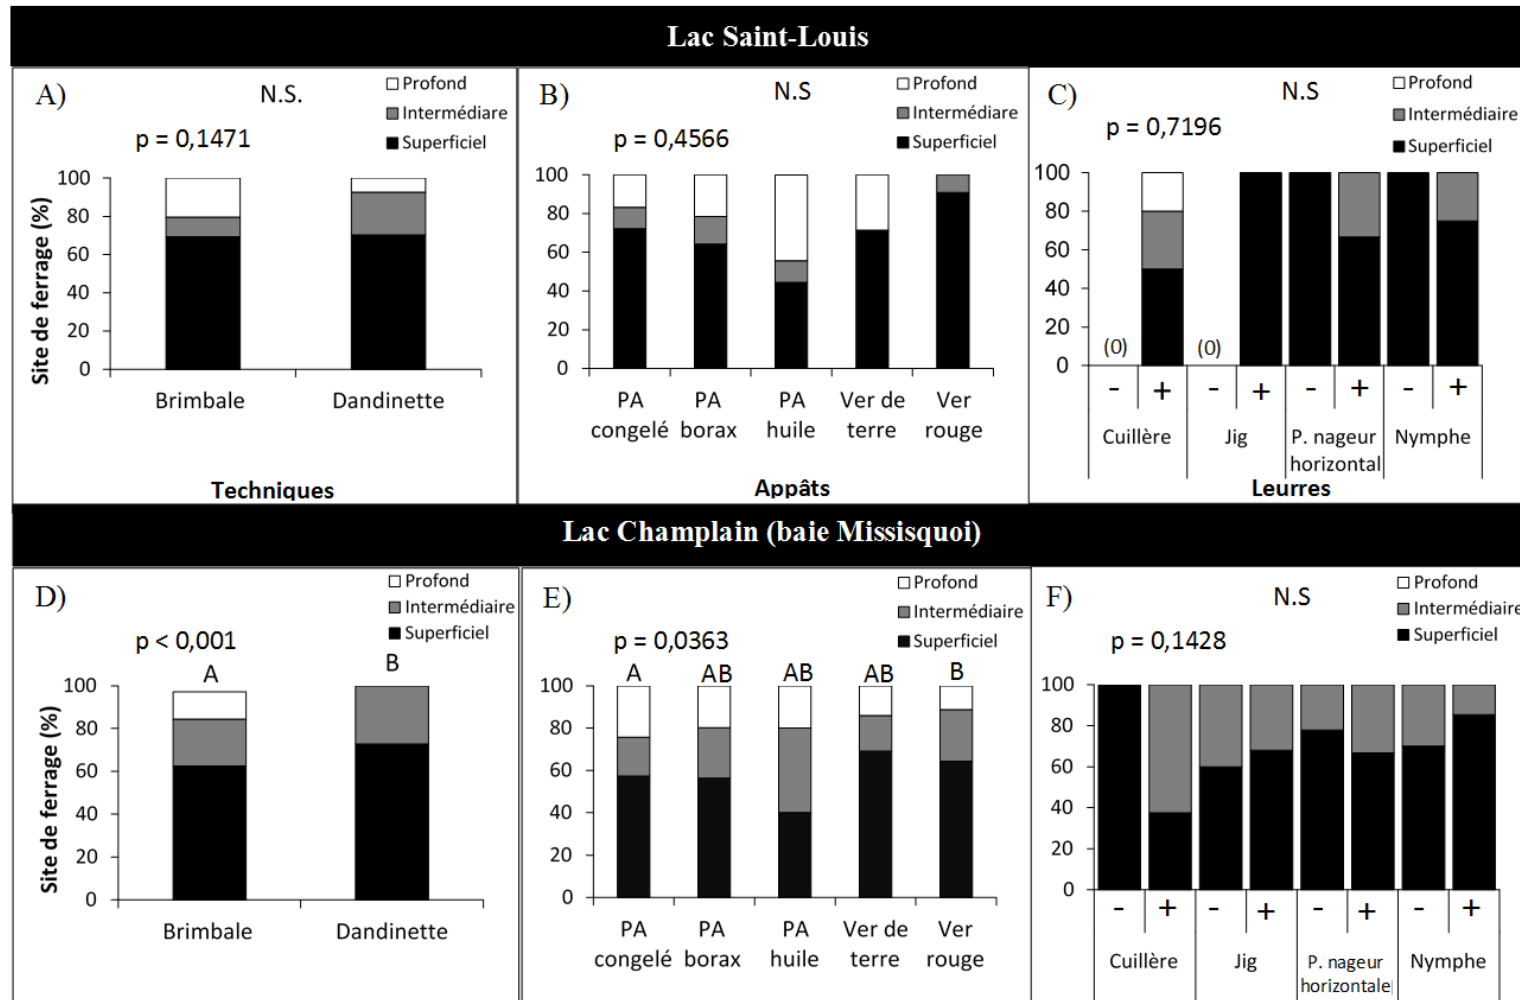 Lac Saint-Louis
A)
N.S.
Profond
Intermédiare
Superficiel
p = 0,1471
100
80
60
40
20
0
Site de ferrage (%)
Brimbale
Dandinette
Techniques
B)
N.S
Profond
Intermédiare
Superficiel
p = 0,4566
100
80
60
40
20
0
PA congelé
PA borax
PA huile
Ver de terre
Ver rouge
Appâts
C)
N.S
Profond
Intermédiare
Superficiel
p = 0,7196
100
80
60
40
20
0
(0)
(0)
- + - + - + - +
Cuillère
Jig
P. nageur horizontal
Nymphe
Leurres
Lac Champlain (baie Missisquoi)
D)
Profond
Intermédiaire
Superficiel
p < 0,001
A
B
100
80
60
40
20
0
Site de ferrage (%)
Brimbale
Dandinette
E)
Profond
Intermédiaire
Superficiel
p = 0,0363
A AB AB AB B
100
80
60
40
20
0
PA congelé
PA borax
PA huile
Ver de terre
Ver rouge
F)
N.S
Profond
Intermédiaire
Superficiel
p = 0,1428
100
80
60
40
20
0
- + - + - + - +
Cuillère
Jig
P. nageur horizontale
Nymphe